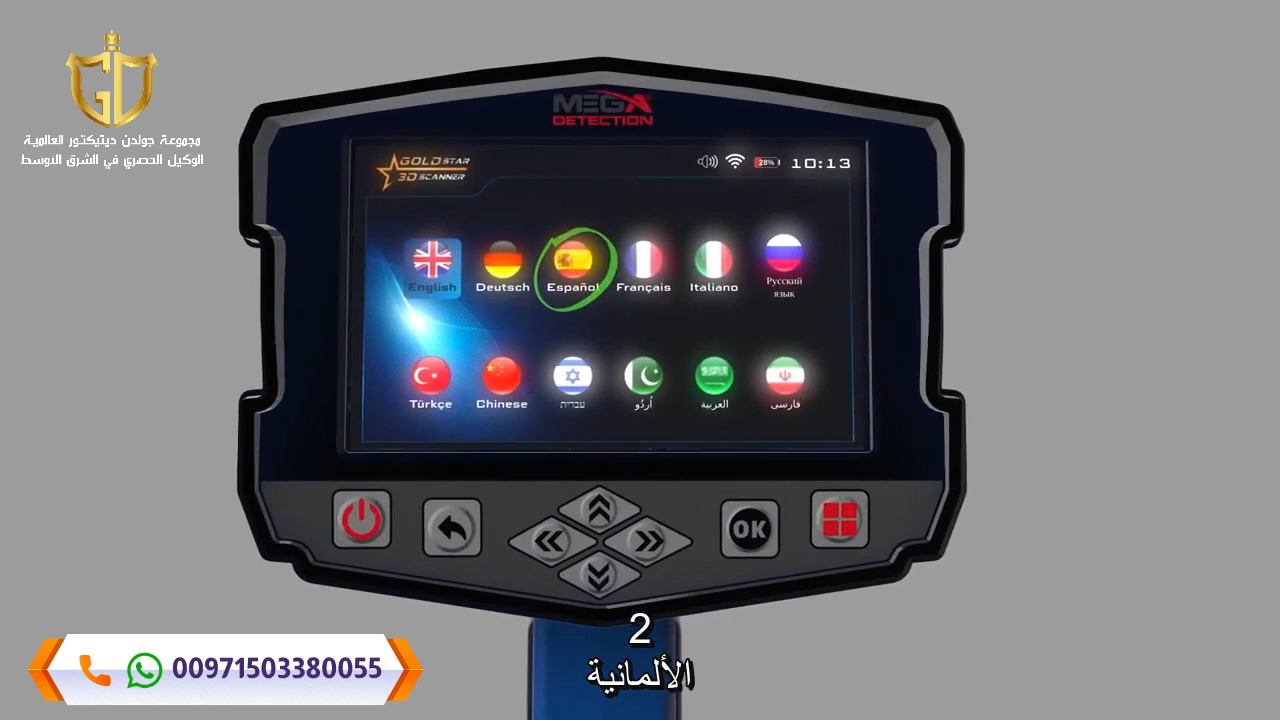 مجموعة جولدن ديتيكتور العالمية
الوكيل الحصري في الشرق الاوسط
MEGA
DETECTION
GOLD STAR
3D SCANNER
28%
10:13
English
Deutsch
Español
Français
Italiano
Русский
язык
Türkçe
Chinese
עברית
اُردُو
العربية
فارسی
OK
2
الألمانية
00971503380055